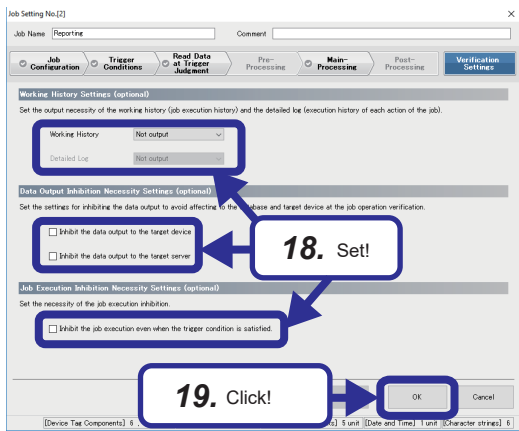 Job Setting No.[2]
Job Name Reporting Comment
Job Configuration Trigger Conditions Read Data at Trigger Judgment Pre-Processing Main-Processing Post-Processing Verification Settings
Working History Settings (optional)
Set the output necessity of the working history (job execution history) and the detailed log (execution history of each action of the job).
Working History Not output
Detailed Log Not output
Data Output Inhibition Necessity Settings (optional)
Set the settings for inhibiting the data output to avoid affecting to the database and target device at the job operation verification.
Inhibit the data output to the target device
18. Set!
Inhibit the data output to the target server
Job Execution Inhibition Necessity Settings (optional)
Set the necessity of the job execution inhibition.
Inhibit the job execution even when the trigger condition is satisfied.
19. Click!
OK Cancel
[Device Tag Components] 6 5 unit [Date and Time] 1 unit [Character strings] 6